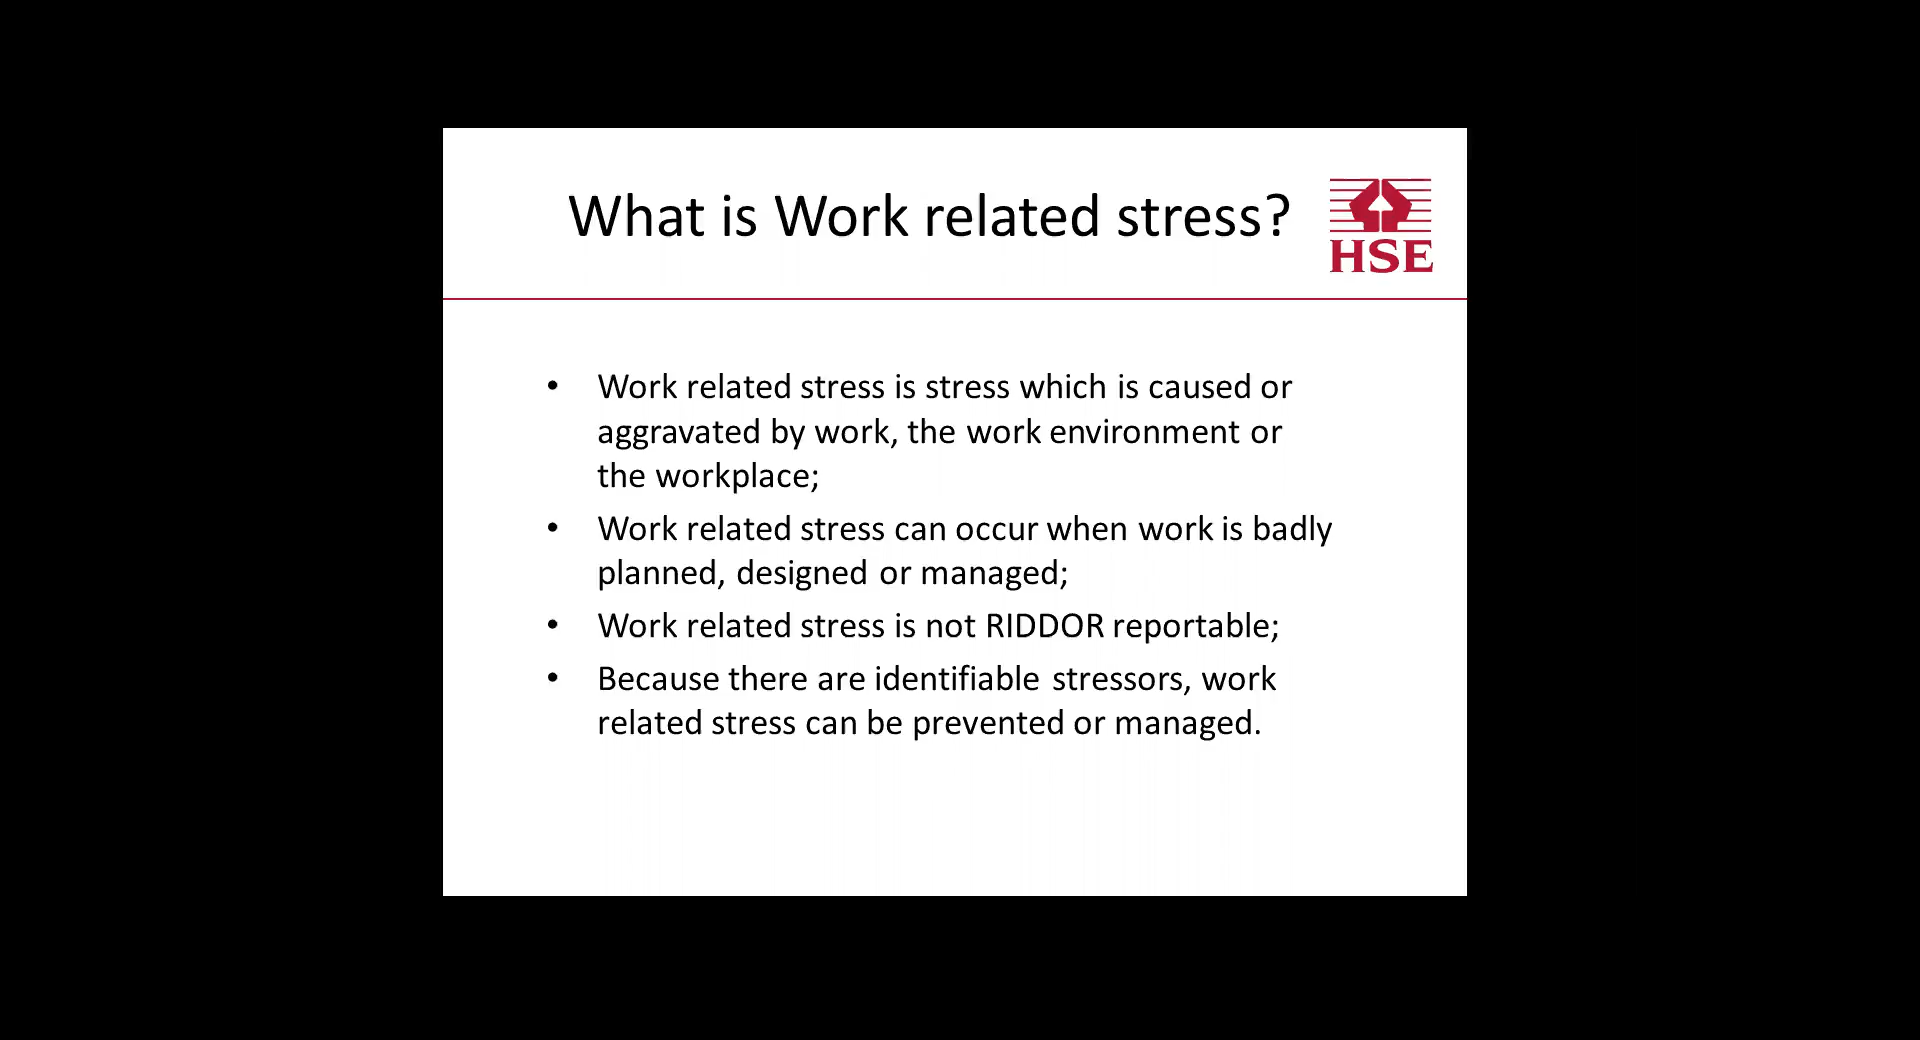 What is Work related stress?
HSE
• Work related stress is stress which is caused or
aggravated by work, the work environment or
the workplace;
• Work related stress can occur when work is badly
planned, designed or managed;
• Work related stress is not RIDDOR reportable;
• Because there are identifiable stressors, work
related stress can be prevented or managed.